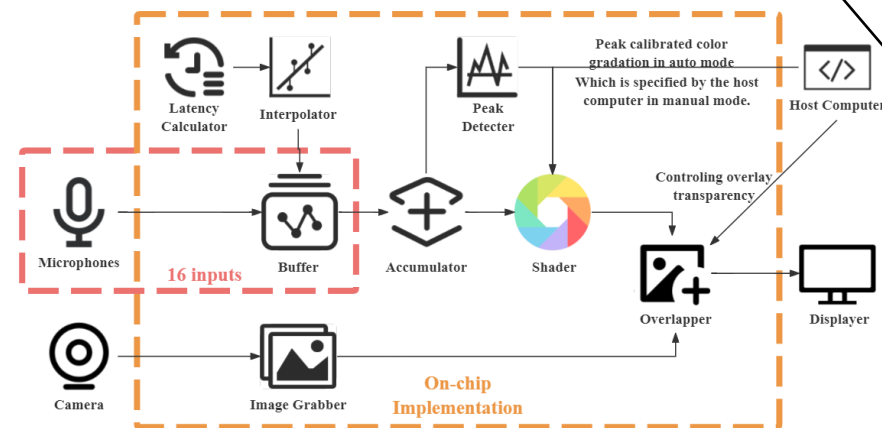 Peak calibrated color
gradation in auto mode
Which is specified by the host
computer in manual mode.
</>
Latency
Calculator
Interpolator
Peak
Detecter
Host Computer
Controling overlay
transparency
Microphones
16 inputs
Buffer
Accumulator
Shader
Overlapper
Displayer
Camera
Image Grabber
On-chip
Implementation